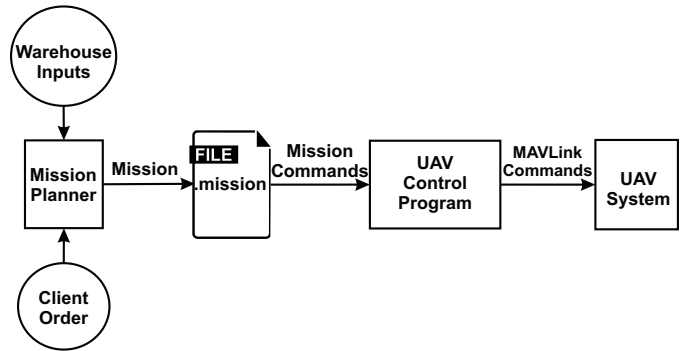 Warehouse
Inputs
Mission
Planner
Mission
FILE
.mission
Mission
Commands
UAV
Control
Program
MAVLink
Commands
UAV
System
Client
Order